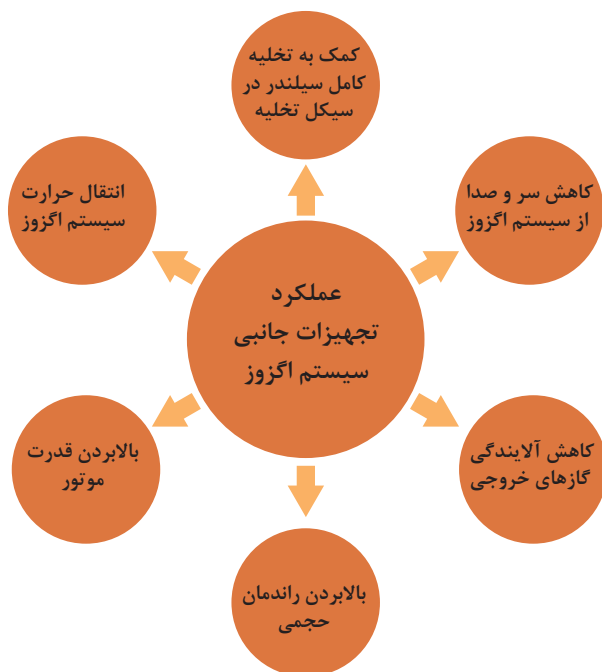 کمک به تخلیه
کامل سیلندر در
سیکل تخلیه
کاهش سر و صدا
از سیستم اگزوز
انتقال حرارت
سیستم اگزوز
عملکرد
تجهیزات جانبی
سیستم اگزوز
کاهش آلایندگی
گازهای خروجی
بالابردن قدرت
موتور
بالابردن راندمان
حجمی